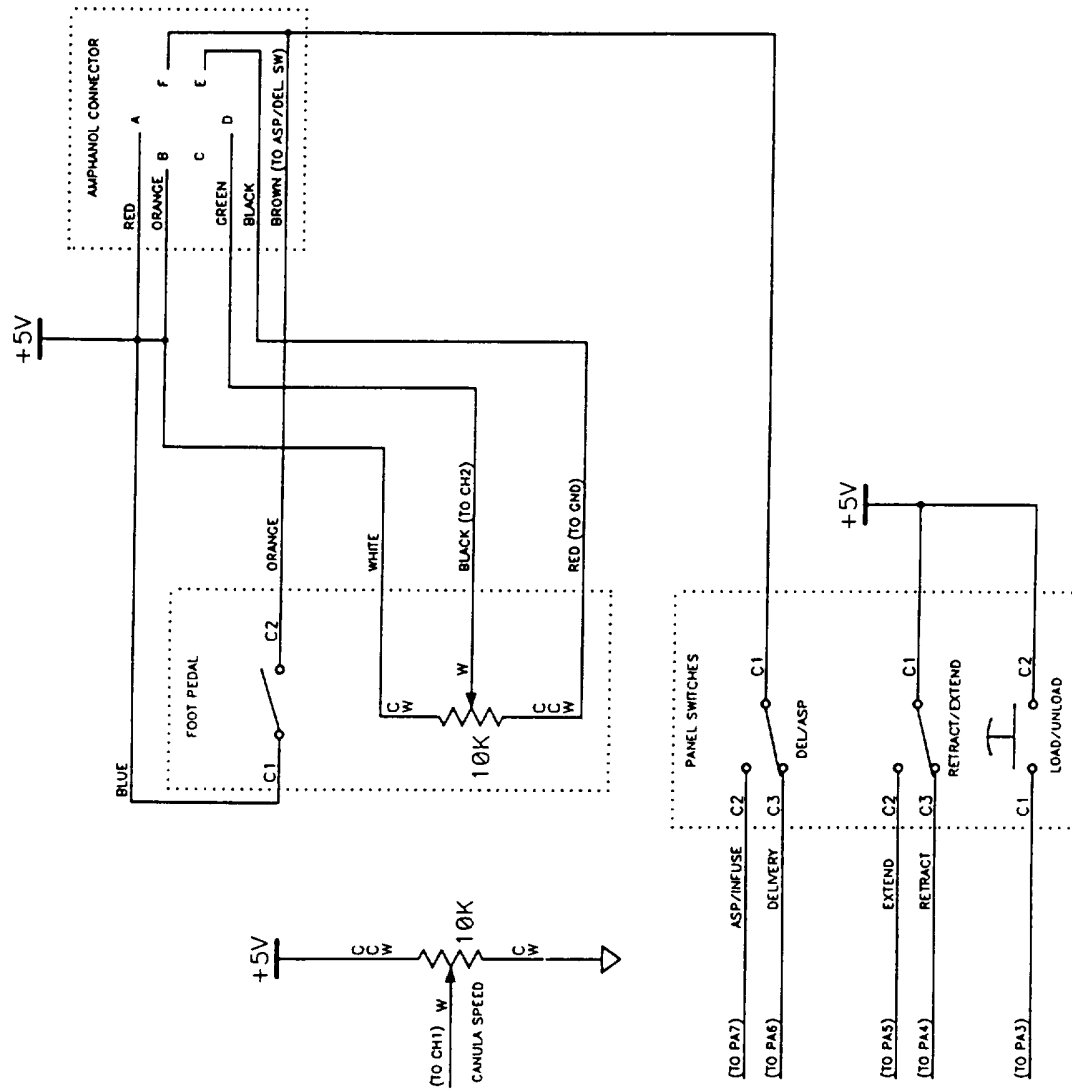 AMPHANOL CONNECTOR
RED
A
ORANGE
B
F
C
E
GREEN
D
BLACK
BROWN (TO ASP/DEL. SW)
+5V
FOOT PEDAL
BLUE
C1
C2
ORANGE
WHITE
CW
W
BLACK (TO CH2)
10K
CCW
RED (TO GND)
+5V
CCW
10K
(TO CH1)
W
CW
CANULA SPEED
PANEL SWITCHES
+5V
(TO PA7)
ASP/INFUSE
C2
C1
(TO PA6)
DELIVERY
C3
DEL/ASP
(TO PA5)
EXTEND
C2
C1
(TO PA4)
RETRACT
C3
RETRACT/EXTEND
(TO PA3)
C1
C2
LOAD/UNLOAD